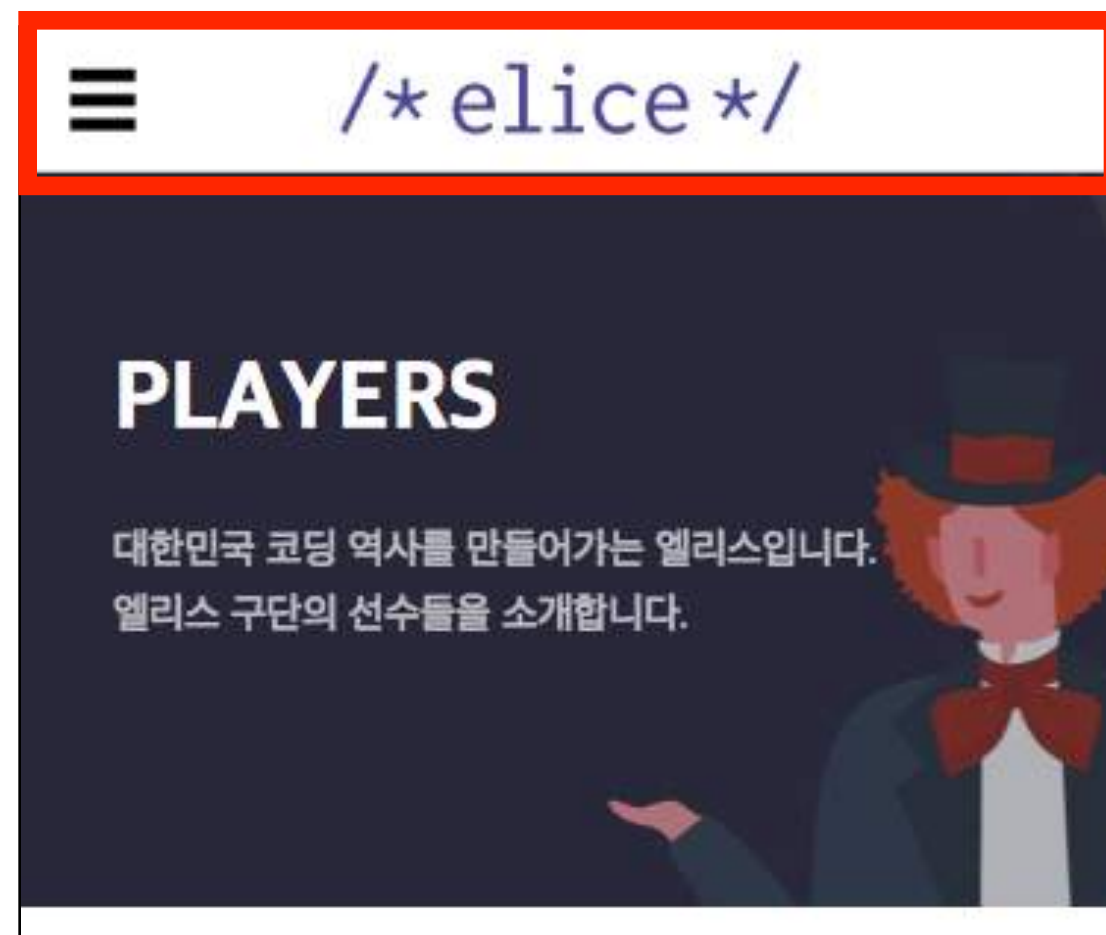 /* elice */
PLAYERS
대한민국 코딩 역사를 만들어가는 엘리스입니다.
엘리스 구단의 선수들을 소개합니다.